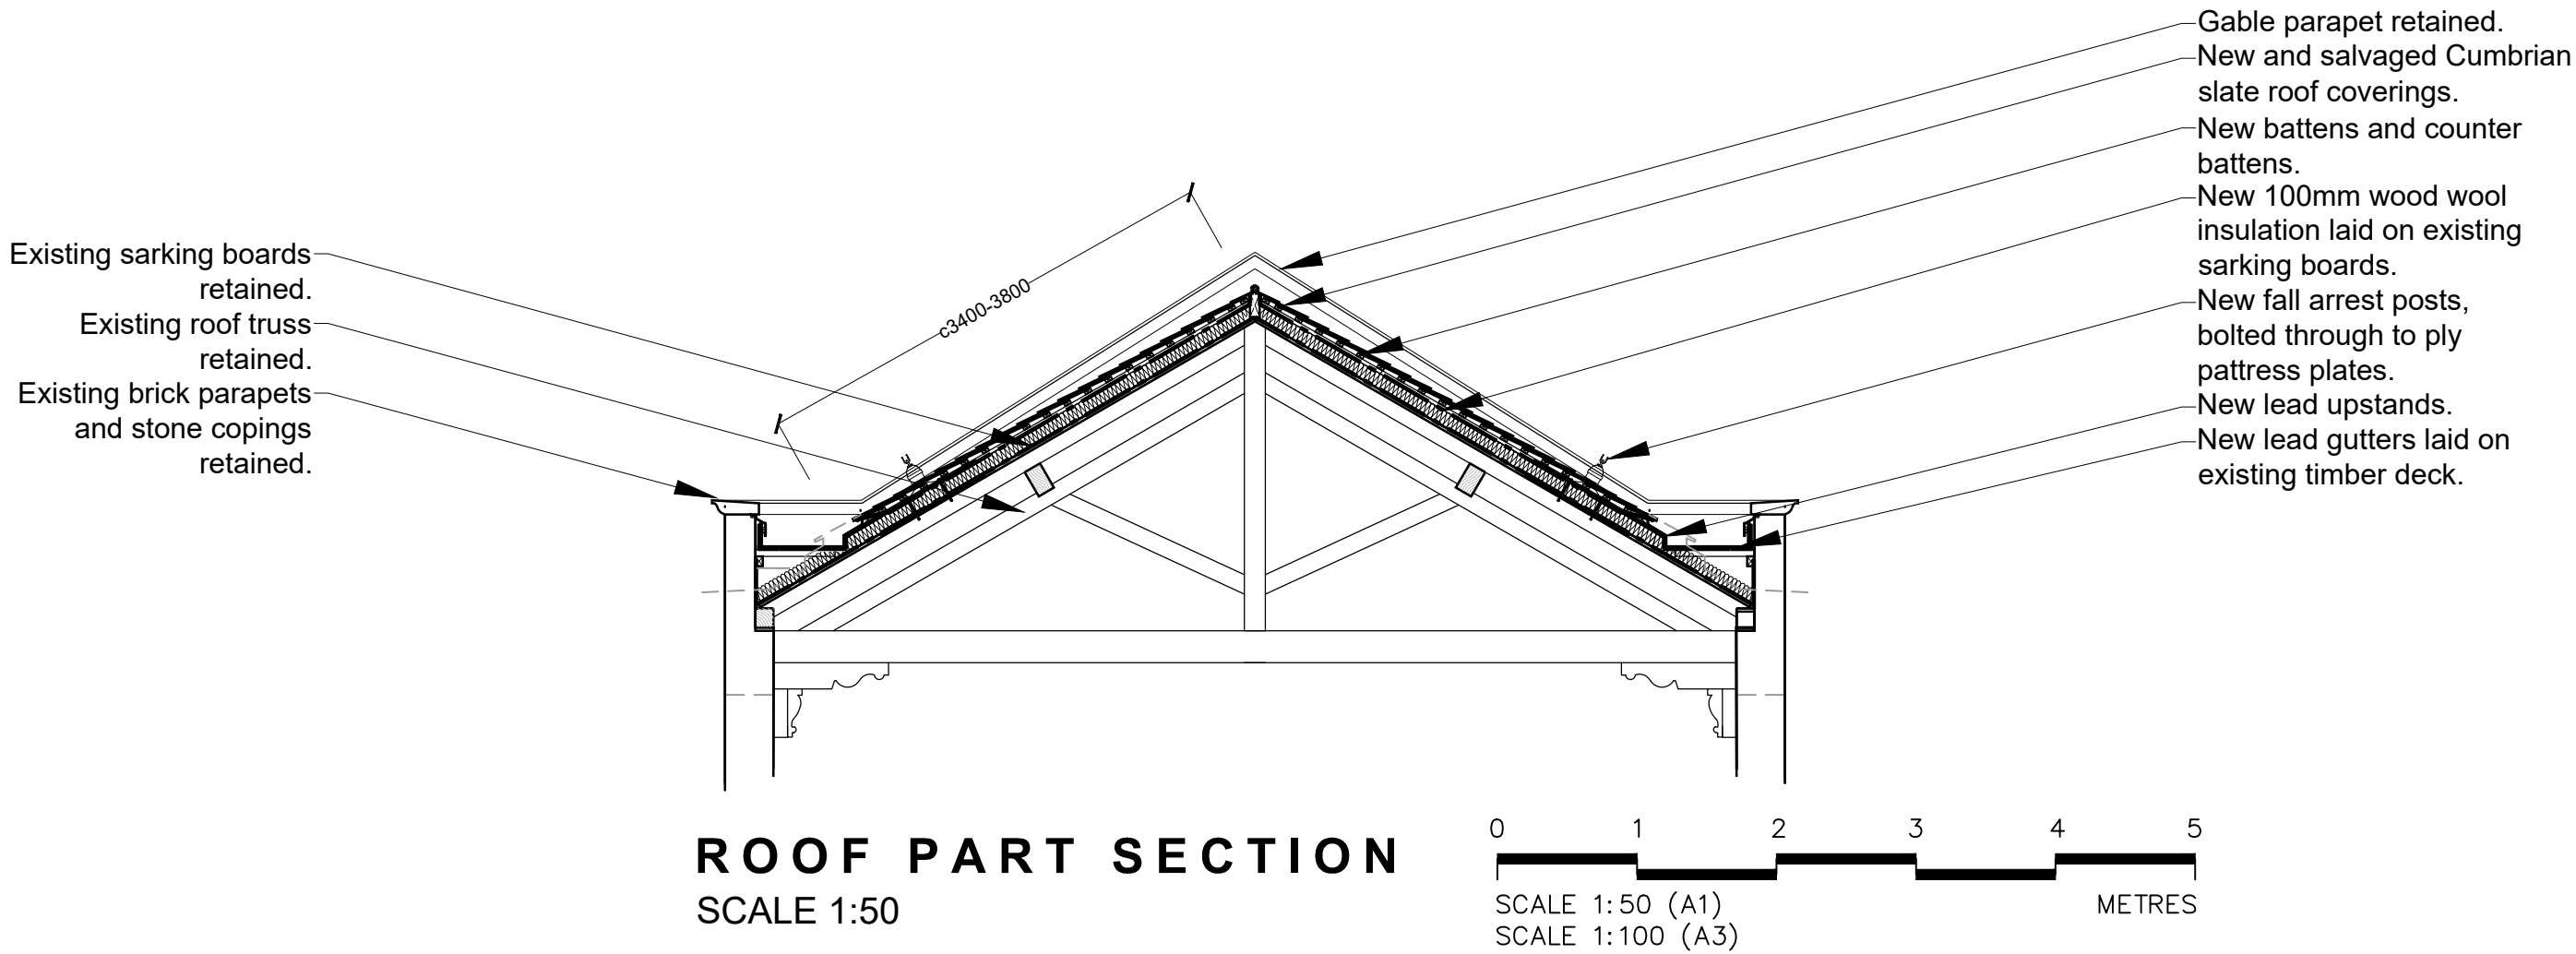 Existing sarking boards
retained.
Existing roof truss
retained.
Existing brick parapets
and stone copings
retained.
c3400-3800
Gable parapet retained.
New and salvaged Cumbrian
slate roof coverings.
New battens and counter
battens.
New 100mm wood wool
insulation laid on existing
sarking boards.
New fall arrest posts,
bolted through to ply
pattress plates.
New lead upstands.
New lead gutters laid on
existing timber deck.
ROOF PART SECTION
SCALE 1:50
0 1 2 3 4 5
SCALE 1:50 (A1) METRES
SCALE 1:100 (A3)